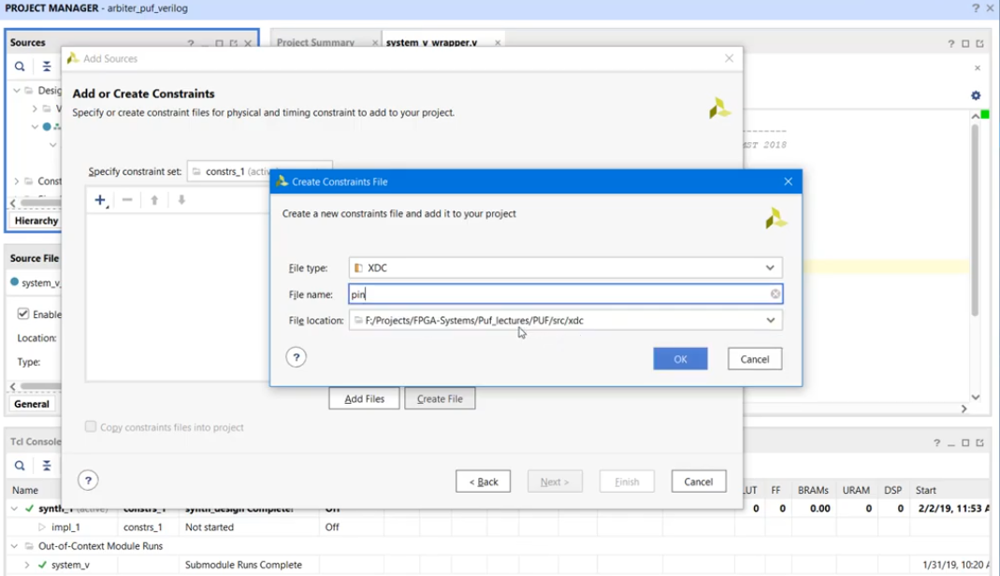 PROJECT MANAGER - arbiter_puf_verilog
Sources
Project Summary
system_v_wrapper.v
Add Sources
Add or Create Constraints
Specify or create constraint files for physical and timing constraint to add to your project.
Specify constraint set: constrs_1
2018
Const
Hierarchy
Create Constraints File
Create a new constraints file and add it to your project
File type: XDC
File name: pin
File location: F:/Projects/FPGA-Systems/Puf_lectures/PUF/src/xdc
OK
Cancel
Source File
system_v_
Enable
Location:
Type:
General
Add Files
Create File
Copy constraints files into project
< Back
Next >
Finish
Cancel
Tcl Console
Name
LUT FF BRAMs URAM DSP Start
synth_1 (active) constrs_1 synth_design Complete! Off 0 0 0.00 0 0 2/2/19, 11:53 A
impl_1 constrs_1 Not started Off
Out-of-Context Module Runs
system_v Submodule Runs Complete 1/31/19, 10:20